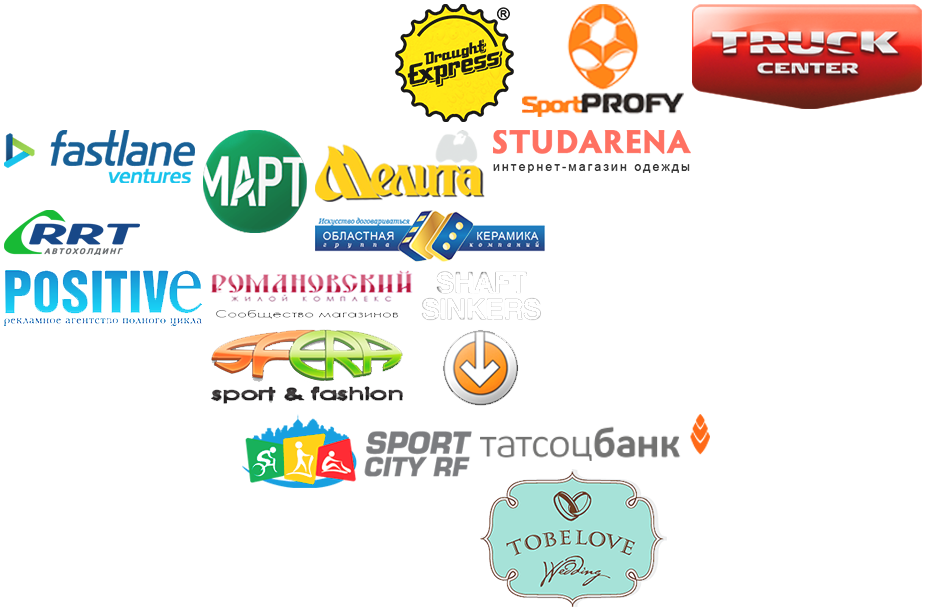 Draught
Express
®
SportPROFY
TRUCK
CENTER
fastlane
ventures
МАРТ
Мелита
STUDARENA
интернет-магазин одежды
RRT
АВТОХОЛДИНГ
Искусство договариваться
ОБЛАСТНАЯ КЕРАМИКА
группа компаний
POSITIVe
рекламное агентство полного цикла
РОМАНОВСКИЙ
ЖИЛОЙ КОМПЛЕКС
Сообщество магазинов
SHAFT
SINKERS
SFERA
sport & fashion
SPORT
CITY RF
татсоцбанк
TOBELOVE
Wedding